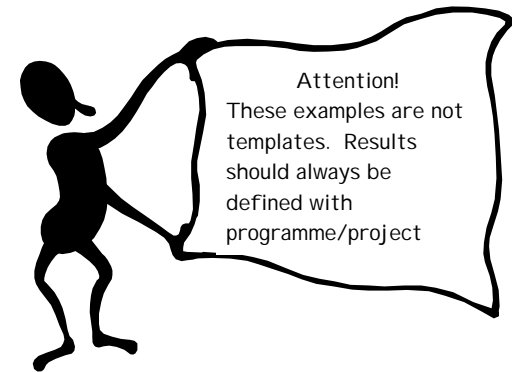 Attention!
These examples are not
templates. Results
should always be
defined with
programme/project